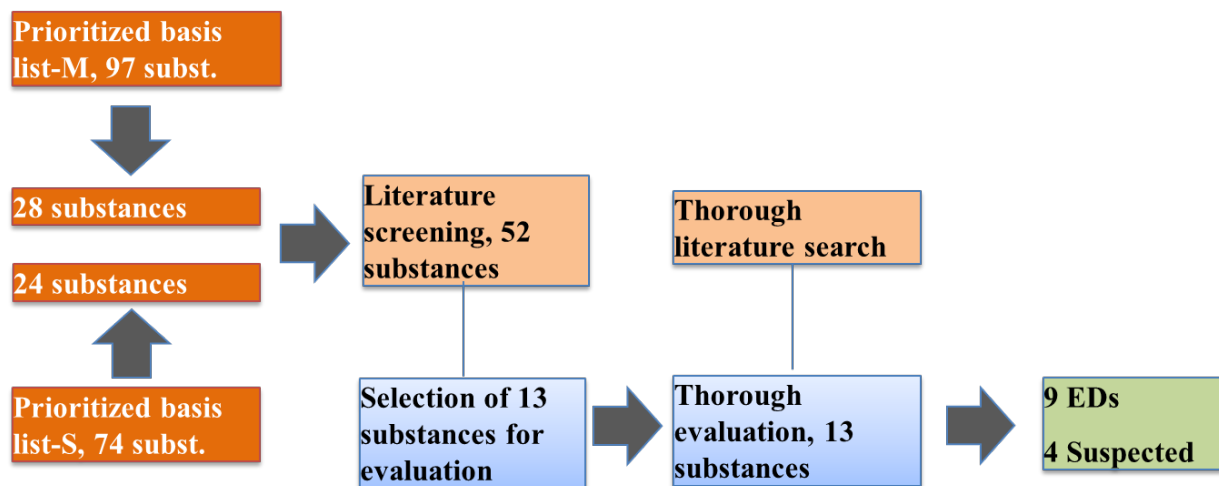 Prioritized basis
list-M, 97 subst.
28 substances
24 substances
Prioritized basis
list-S, 74 subst.
Literature
screening, 52
substances
Selection of 13
substances for
evaluation
Thorough
literature search
Thorough
evaluation, 13
substances
9 EDs
4 Suspected